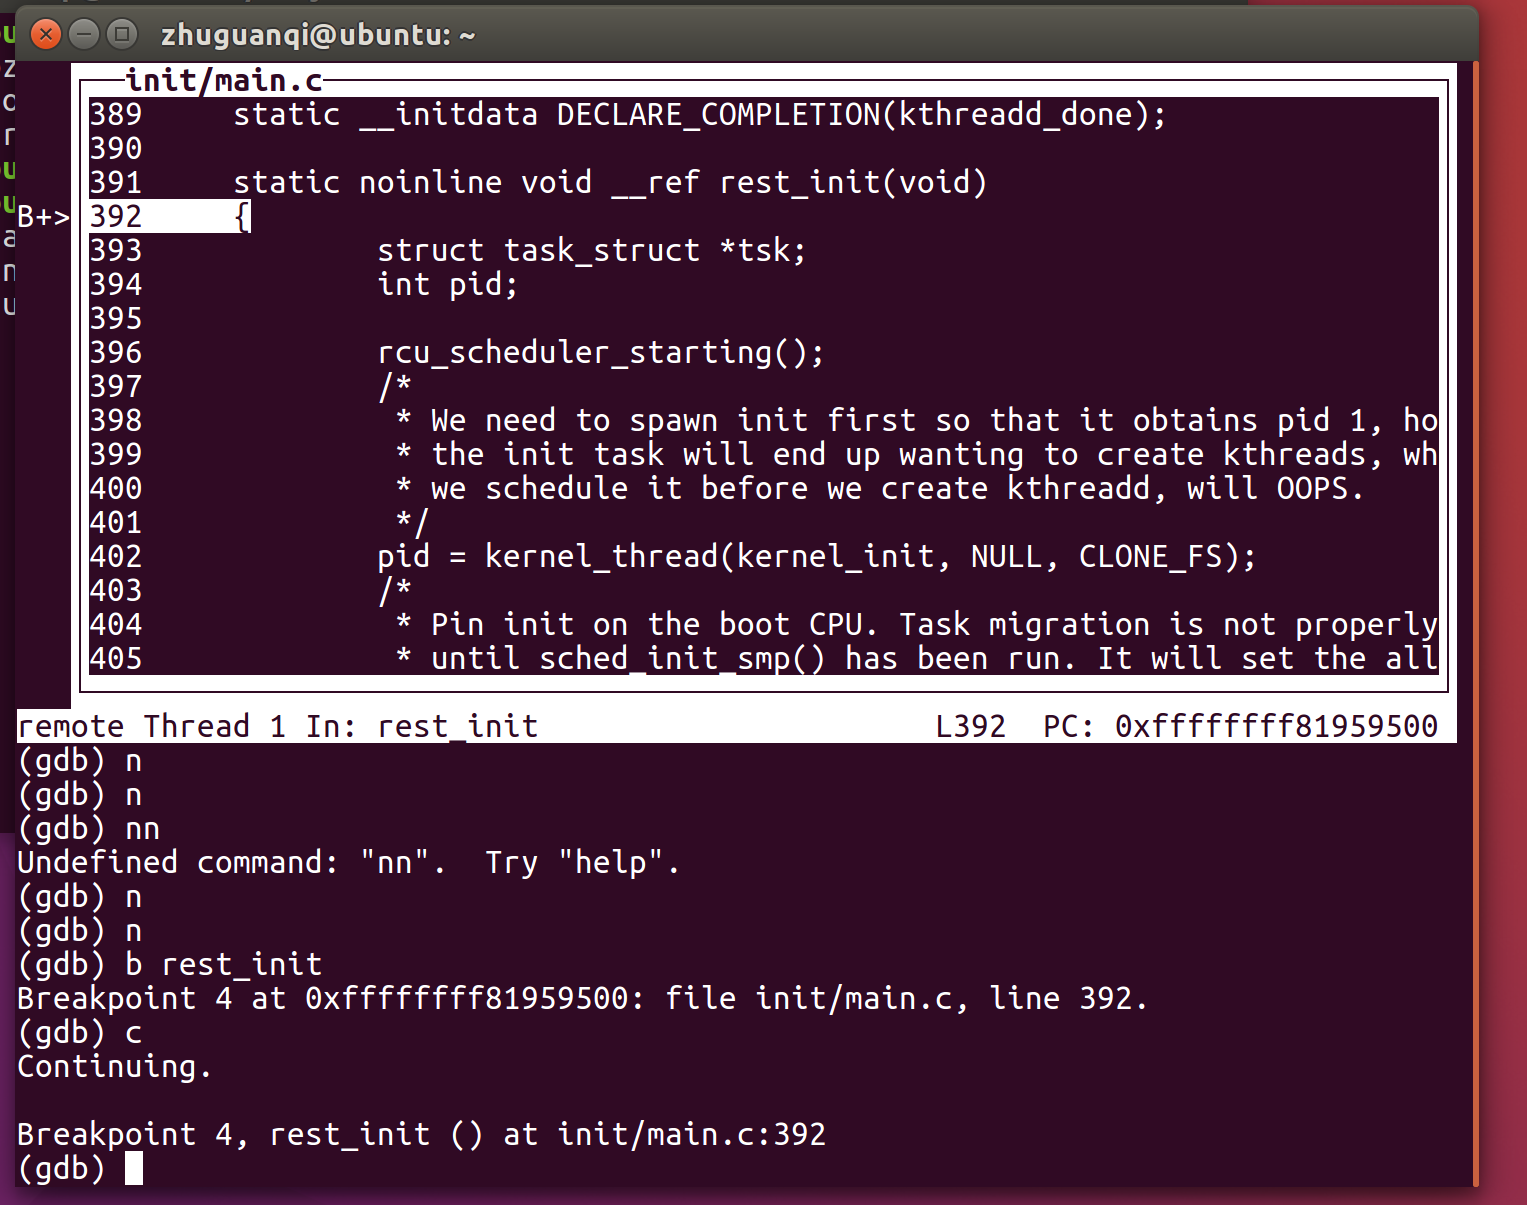 zhuguanqi@ubuntu: ~
init/main.c
389     static __initdata DECLARE_COMPLETION(kthreadd_done);
390
391     static noinline void __ref rest_init(void)
B+> 392     {
393             struct task_struct *tsk;
394             int pid;
395
396             rcu_scheduler_starting();
397             /*
398              * We need to spawn init first so that it obtains pid 1, ho
399              * the init task will end up wanting to create kthreads, wh
400              * we schedule it before we create kthreadd, will OOPS.
401              */
402             pid = kernel_thread(kernel_init, NULL, CLONE_FS);
403             /*
404              * Pin init on the boot CPU. Task migration is not properly
405              * until sched_init_smp() has been run. It will set the all
remote Thread 1 In: rest_init                      L392  PC: 0xffffffff81959500
(gdb) n
(gdb) n
(gdb) nn
Undefined command: "nn".  Try "help".
(gdb) n
(gdb) n
(gdb) b rest_init
Breakpoint 4 at 0xffffffff81959500: file init/main.c, line 392.
(gdb) c
Continuing.
Breakpoint 4, rest_init () at init/main.c:392
(gdb)